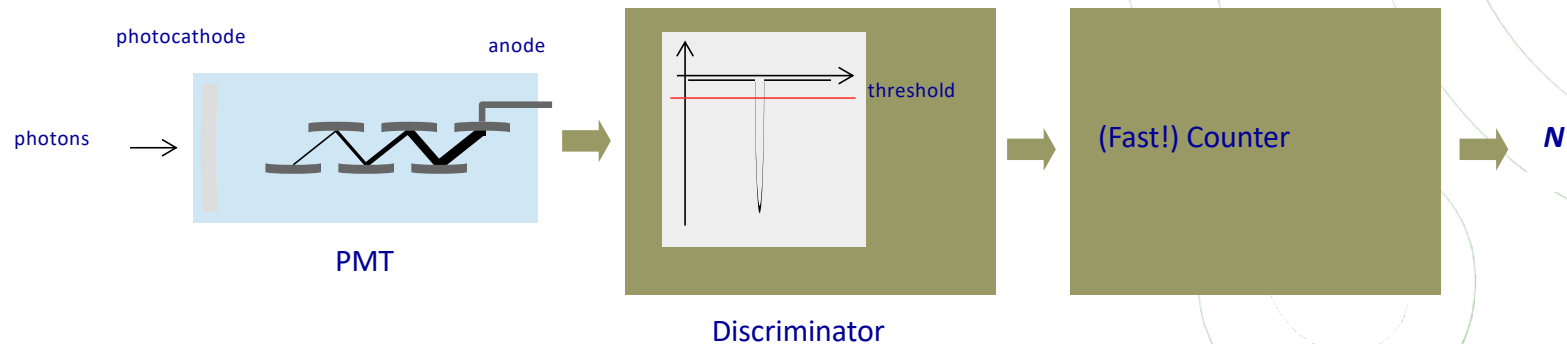 photocathode
anode
photons
PMT
threshold
Discriminator
(Fast!) Counter
N